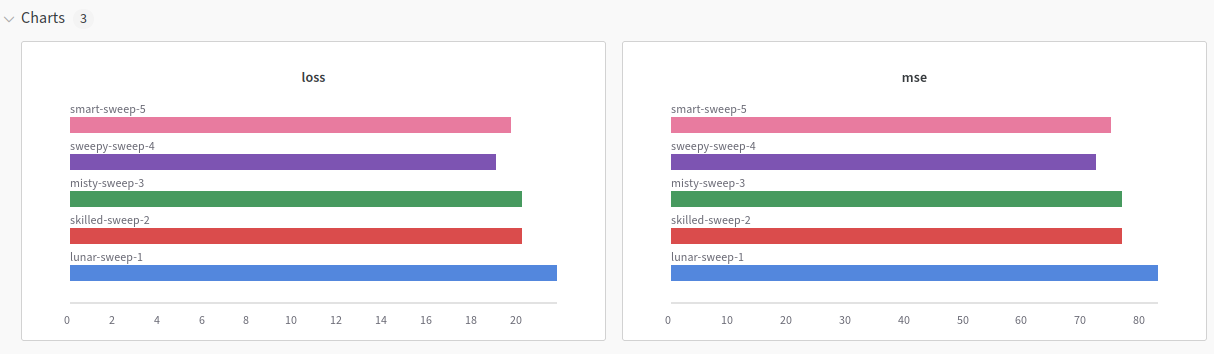 Charts 3
loss
smart-sweep-5
sweepy-sweep-4
misty-sweep-3
skilled-sweep-2
lunar-sweep-1
0 2 4 6 8 10 12 14 16 18 20
mse
smart-sweep-5
sweepy-sweep-4
misty-sweep-3
skilled-sweep-2
lunar-sweep-1
0 10 20 30 40 50 60 70 80